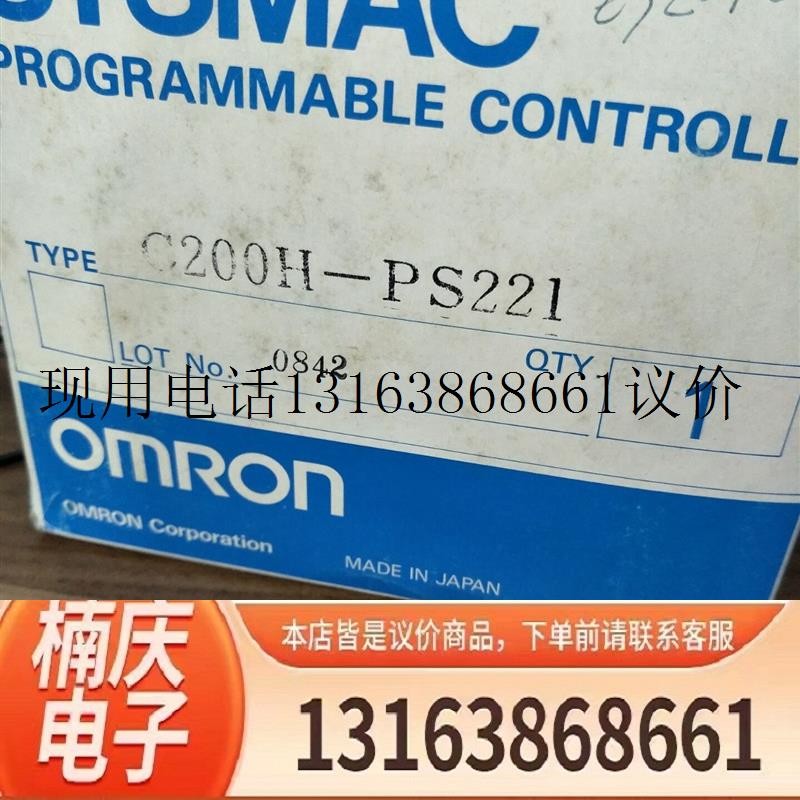 PROGRAMMABLE CONTROLL
TYPE C200H-PS221
LOT No. 0842
QTY 1
现用电话13163868661议价
OMRON
OMRON Corporation
MADE IN JAPAN
楠庆
电子
本店皆是议价商品，下单前请联系客服
13163868661